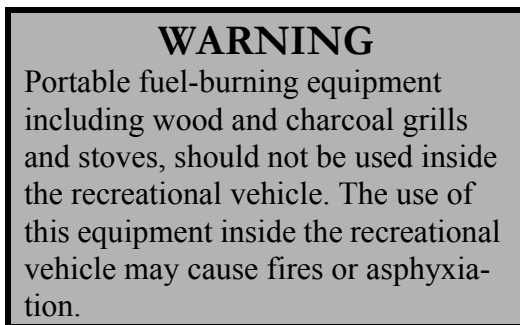 WARNING
Portable fuel-burning equipment
including wood and charcoal grills
and stoves, should not be used inside
the recreational vehicle. The use of
this equipment inside the recreational
vehicle may cause fires or asphyxia-
tion.